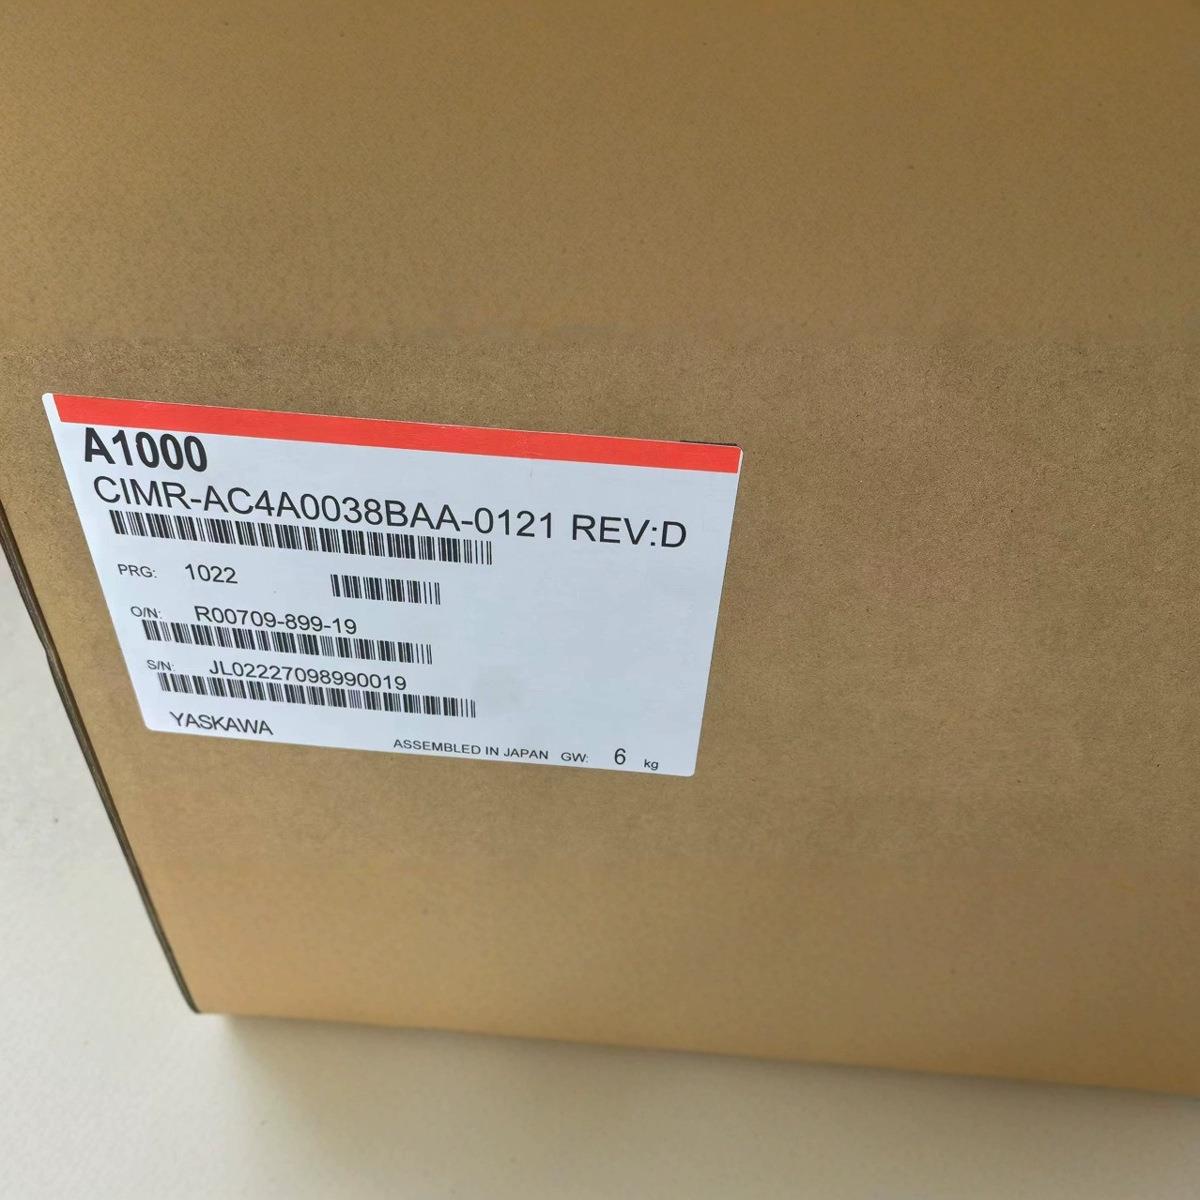 A1000
CIMR-AC4A0038BAA-0121 REV:D
PRG: 1022
O/N: R00709-899-19
S/N: JL02227098990019
YASKAWA
ASSEMBLED IN JAPAN GW: 6 kg